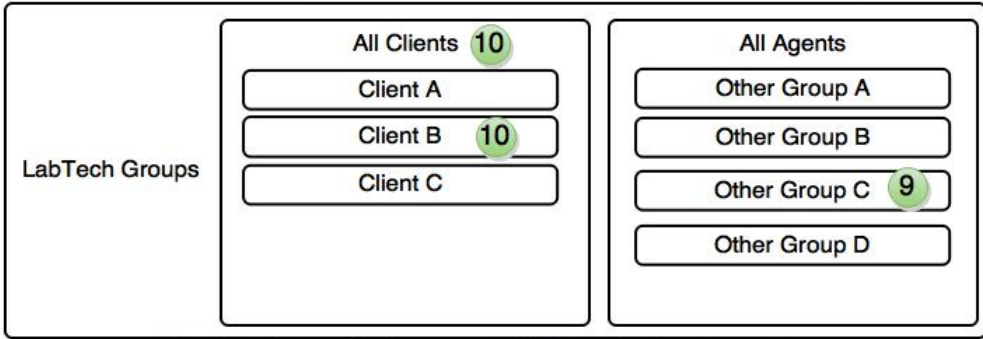 LabTech Groups
All Clients 10
Client A
Client B 10
Client C
All Agents
Other Group A
Other Group B
Other Group C 9
Other Group D